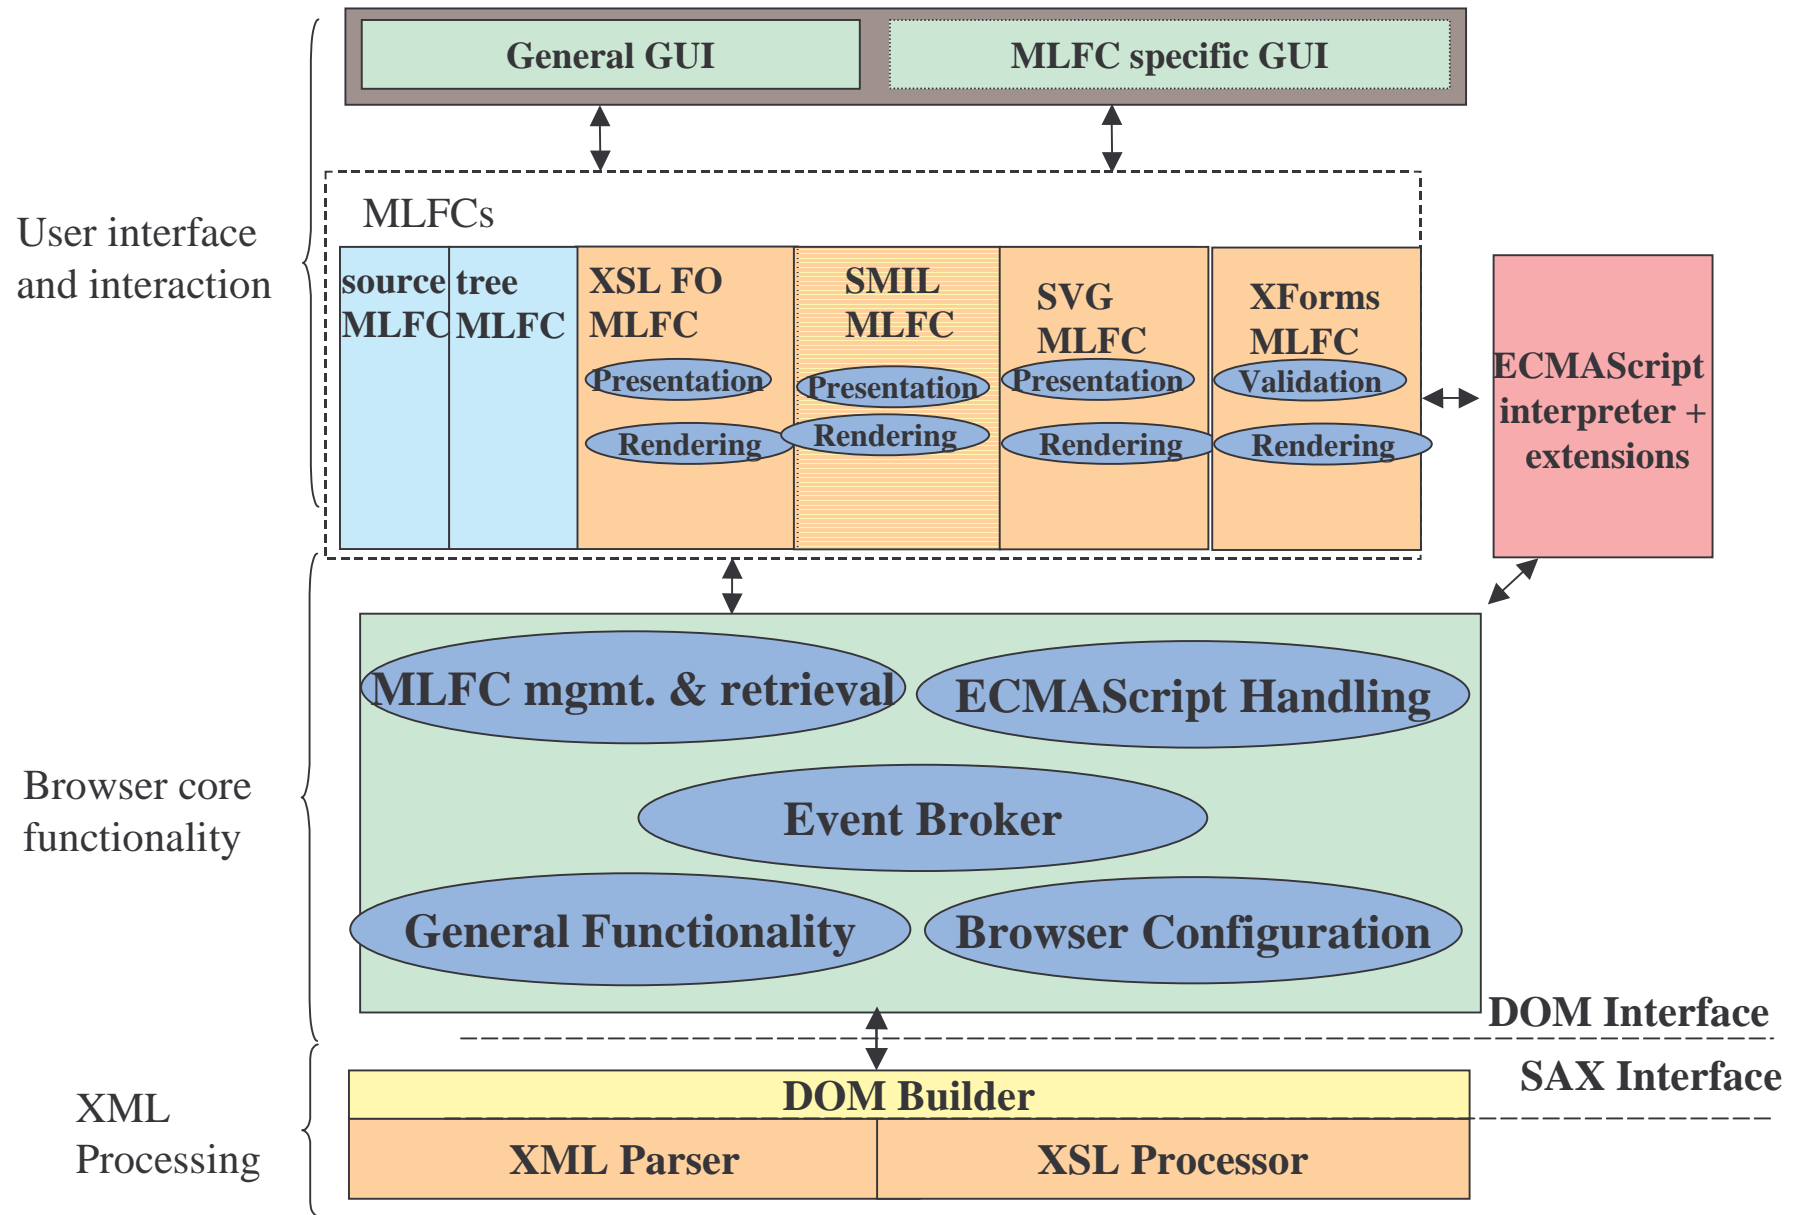 General GUI
MLFC specific GUI
User interface
and interaction
MLFCs
source
MLFC
tree
MLFC
XSL FO
MLFC
Presentation
Rendering
SMIL
MLFC
Presentation
Rendering
SVG
MLFC
Presentation
Rendering
XForms
MLFC
Validation
Rendering
ECMAScript
interpreter +
extensions
Browser core
functionality
MLFC mgmt. & retrieval
ECMAScript Handling
Event Broker
General Functionality
Browser Configuration
DOM Interface
SAX Interface
XML
Processing
DOM Builder
XML Parser
XSL Processor